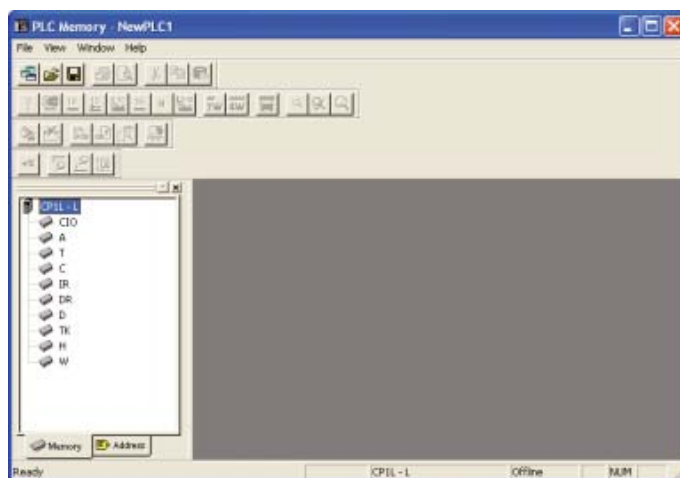 PLC Memory - NewPLC1
File View Window Help
CP1L - L
CIO
A
T
C
IR
DR
D
TK
H
W
Memory Address
Ready CP1L - L Offline NUM